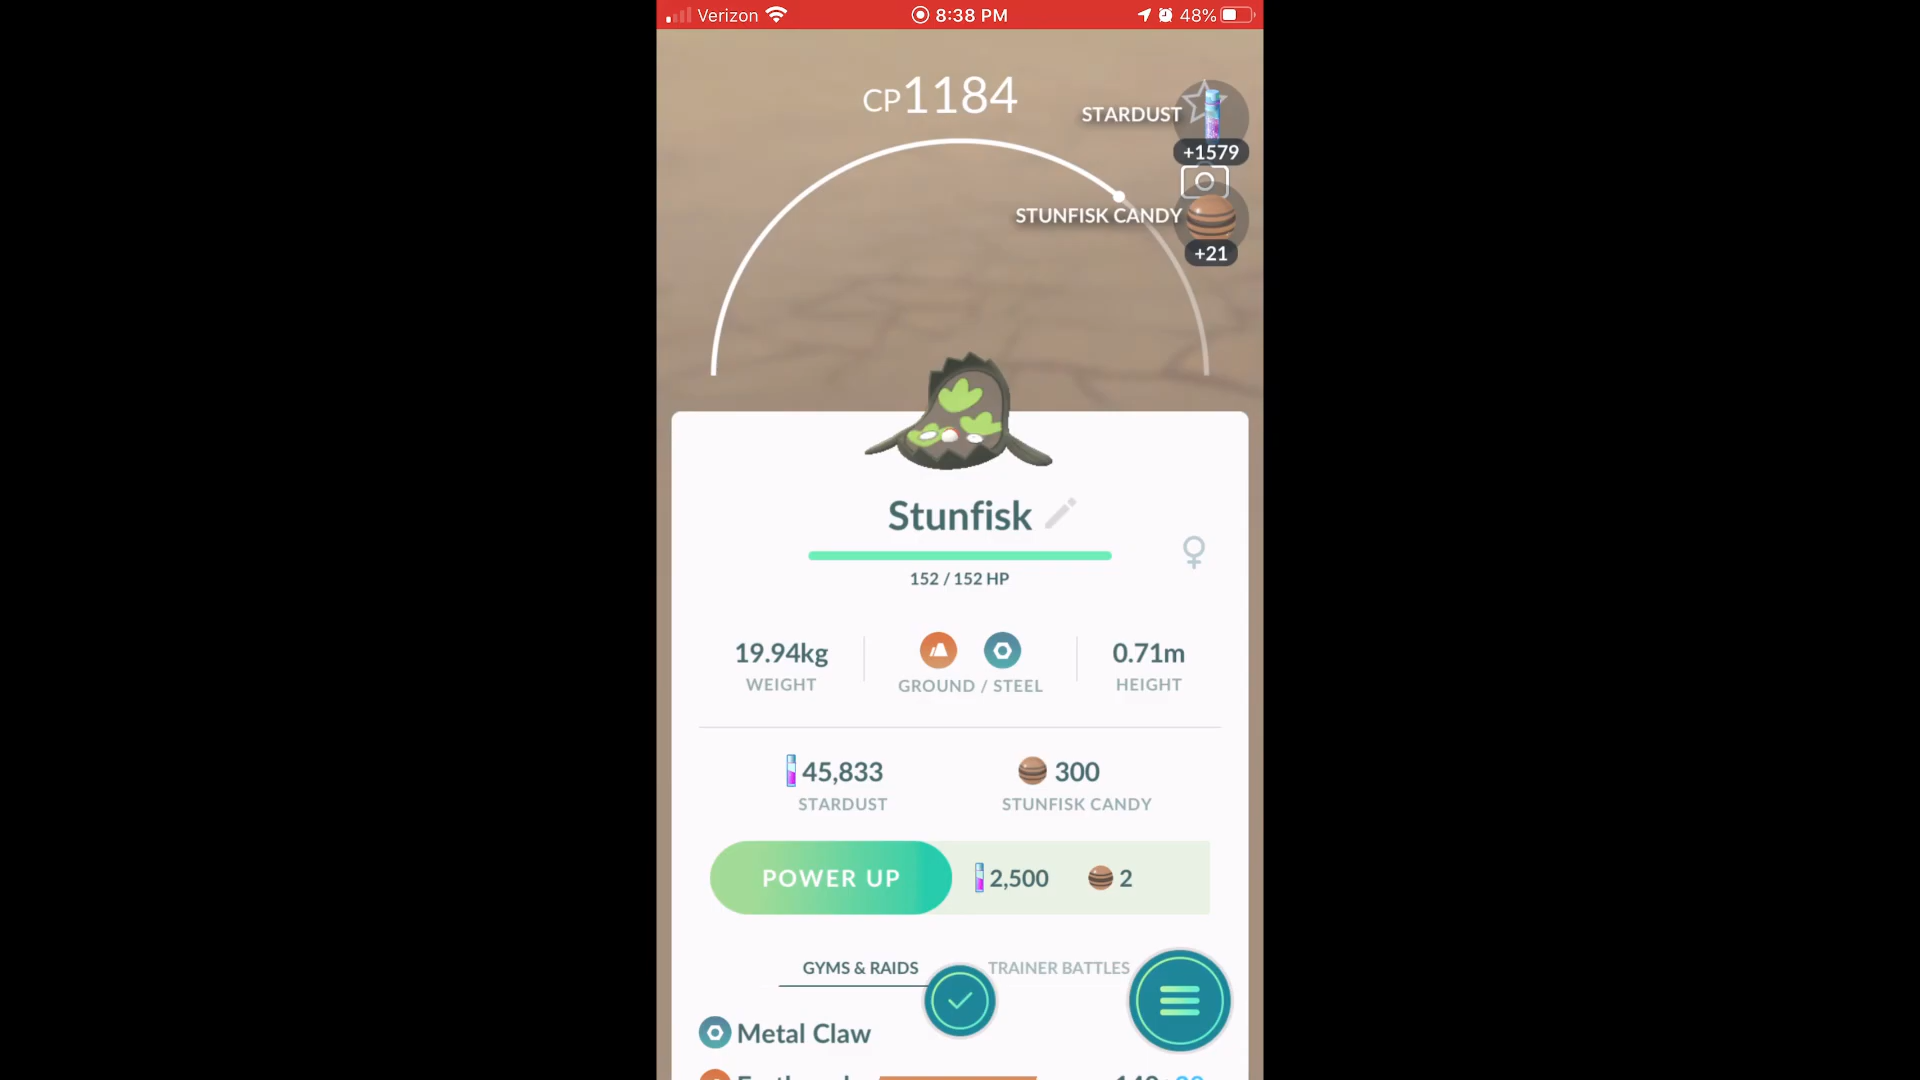 Verizon 8:38 PM 48%
CP1184
STARDUST
+1579
STUNFISK CANDY
+21
Stunfisk
152 / 152 HP
19.94kg
WEIGHT
GROUND / STEEL
0.71m
HEIGHT
45,833
STARDUST
300
STUNFISK CANDY
POWER UP 2,500 2
GYMS & RAIDS TRAINER BATTLES
Metal Claw